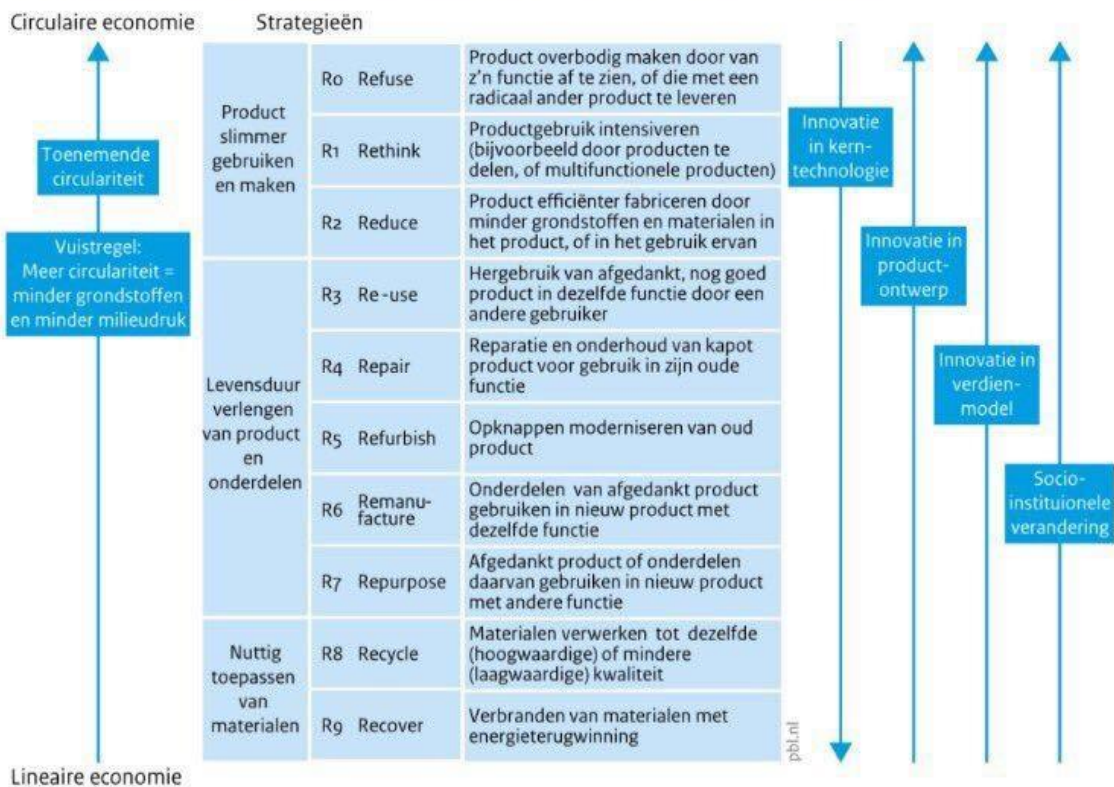 Circulaire economie
Strategieën
Toenemende
circulariteit
Vuistregel:
Meer circulariteit =
minder grondstoffen
en minder milieudruk
Product
slimmer
gebruiken
en maken
R0 Refuse
Product overbodig maken door van
z'n functie af te zien, of die met een
radicaal ander product te leveren
R1 Rethink
Productgebruik intensiveren
(bijvoorbeeld door producten te
delen, of multifunctionele producten)
R2 Reduce
Product efficiënter fabriceren door
minder grondstoffen en materialen in
het product, of in het gebruik ervan
Levensduur
verlengen
van product
en
onderdelen
R3 Re-use
Hergebruik van afgedankt, nog goed
product in dezelfde functie door een
andere gebruiker
R4 Repair
Reparatie en onderhoud van kapot
product voor gebruik in zijn oude
functie
R5 Refurbish
Opknappen moderniseren van oud
product
R6 Remanu-
facture
Onderdelen van afgedankt product
gebruiken in nieuw product met
dezelfde functie
R7 Repurpose
Afgedankt product of onderdelen
daarvan gebruiken in nieuw product
met andere functie
Nuttig
toepassen
van
materialen
R8 Recycle
Materialen verwerken tot dezelfde
(hoogwaardige) of mindere
(laagwaardige) kwaliteit
R9 Recover
Verbranden van materialen met
energieterugwinning
Innovatie
in kern-
technologie
Innovatie in
product-
ontwerp
Innovatie in
verdien-
model
Socio-
instituionele
verandering
pbl.nl
Lineaire economie